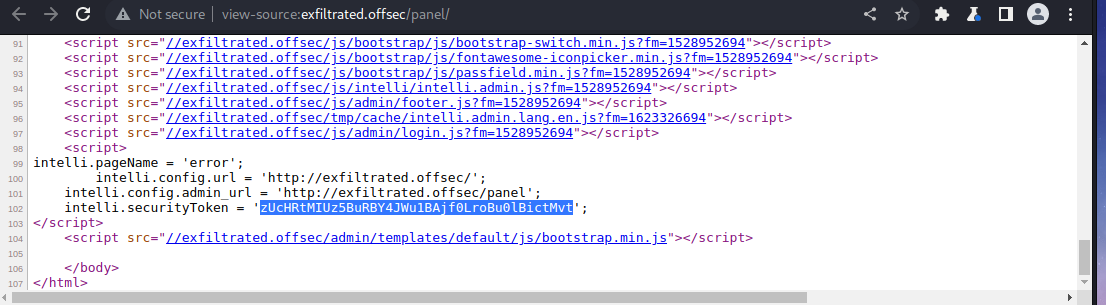 Not secure | view-source:exfiltrated.offsec/panel/
91 <script src="//exfiltrated.offsec/js/bootstrap/js/bootstrap-switch.min.js?fm=1528952694"></script>
92 <script src="//exfiltrated.offsec/js/bootstrap/js/fontawesome-iconpicker.min.js?fm=1528952694"></script>
93 <script src="//exfiltrated.offsec/js/bootstrap/js/passfield.min.js?fm=1528952694"></script>
94 <script src="//exfiltrated.offsec/js/intelli/intelli.admin.js?fm=1528952694"></script>
95 <script src="//exfiltrated.offsec/js/admin/footer.js?fm=1528952694"></script>
96 <script src="//exfiltrated.offsec/tmp/cache/intelli.admin.lang.en.js?fm=1623326694"></script>
97 <script src="//exfiltrated.offsec/js/admin/login.js?fm=1528952694"></script>
98 <script>
99 intelli.pageName = 'error';
100 intelli.config.url = 'http://exfiltrated.offsec/';
101 intelli.config.admin_url = 'http://exfiltrated.offsec/panel';
102 intelli.securityToken = 'zUcHRtMIUz5BuRBY4JWu1BAjf0LroBu0lBictMvt';
103 </script>
104 <script src="//exfiltrated.offsec/admin/templates/default/js/bootstrap.min.js"></script>
105
106 </body>
107 </html>